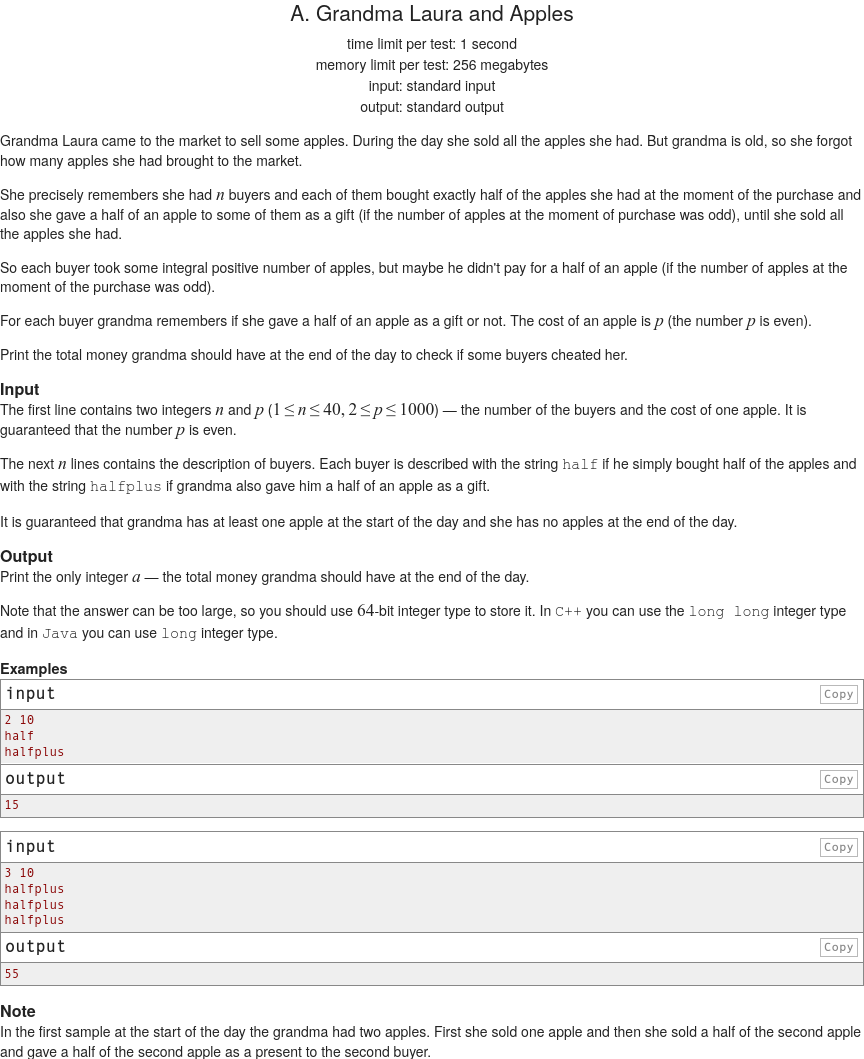 A. Grandma Laura and Apples
time limit per test: 1 second
memory limit per test: 256 megabytes
input: standard input
output: standard output
Grandma Laura came to the market to sell some apples. During the day she sold all the apples she had. But grandma is old, so she forgot
how many apples she had brought to the market.
She precisely remembers she had n buyers and each of them bought exactly half of the apples she had at the moment of the purchase and
also she gave a half of an apple to some of them as a gift (if the number of apples at the moment of purchase was odd), until she sold all
the apples she had.
So each buyer took some integral positive number of apples, but maybe he didn't pay for a half of an apple (if the number of apples at the
moment of the purchase was odd).
For each buyer grandma remembers if she gave a half of an apple as a gift or not. The cost of an apple is p (the number p is even).
Print the total money grandma should have at the end of the day to check if some buyers cheated her.
Input
The first line contains two integers n and p (1 ≤ n ≤ 40, 2 ≤ p ≤ 1000) — the number of the buyers and the cost of one apple. It is
guaranteed that the number p is even.
The next n lines contains the description of buyers. Each buyer is described with the string half if he simply bought half of the apples and
with the string halfplus if grandma also gave him a half of an apple as a gift.
It is guaranteed that grandma has at least one apple at the start of the day and she has no apples at the end of the day.
Output
Print the only integer a — the total money grandma should have at the end of the day.
Note that the answer can be too large, so you should use 64-bit integer type to store it. In C++ you can use the long long integer type
and in Java you can use long integer type.
Examples
input Copy
2 10
half
halfplus
output Copy
15
input Copy
3 10
halfplus
halfplus
halfplus
output Copy
55
Note
In the first sample at the start of the day the grandma had two apples. First she sold one apple and then she sold a half of the second apple
and gave a half of the second apple as a present to the second buyer.